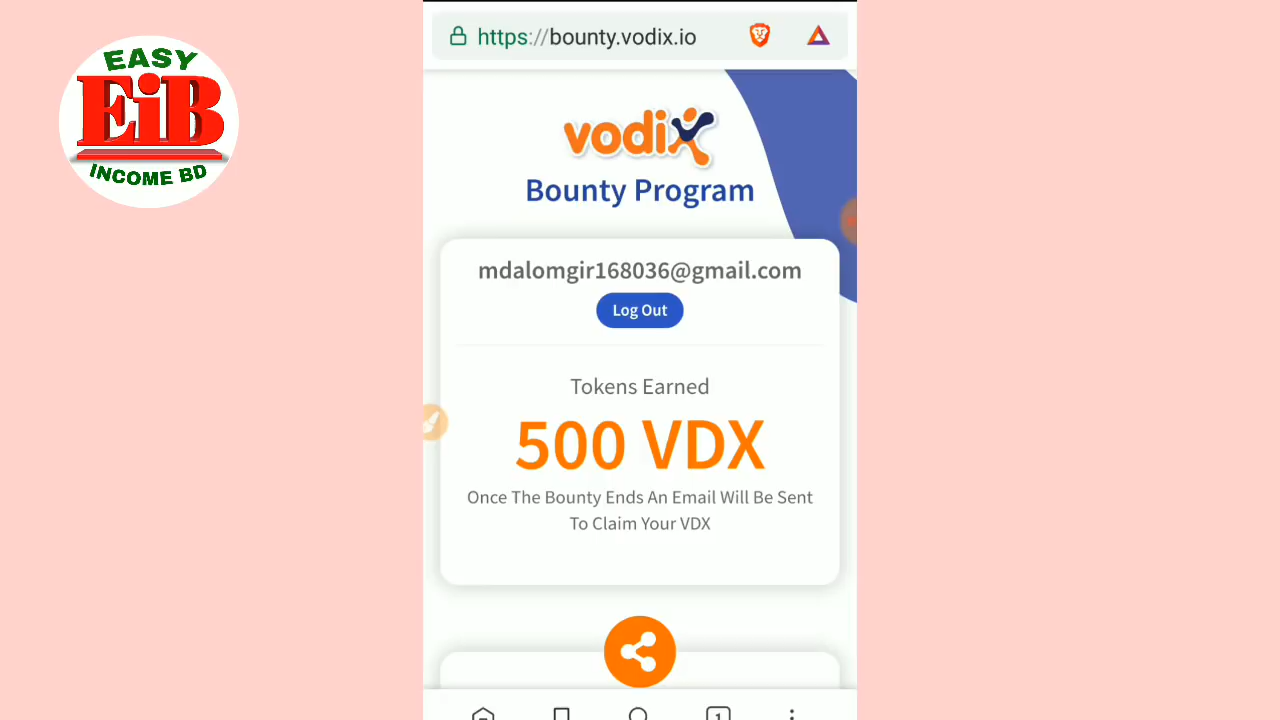 EASY
EiB
INCOME BD
https://bounty.vodix.io
vodix
Bounty Program
mdalomgir168036@gmail.com
Log Out
Tokens Earned
500 VDX
Once The Bounty Ends An Email Will Be Sent
To Claim Your VDX
1